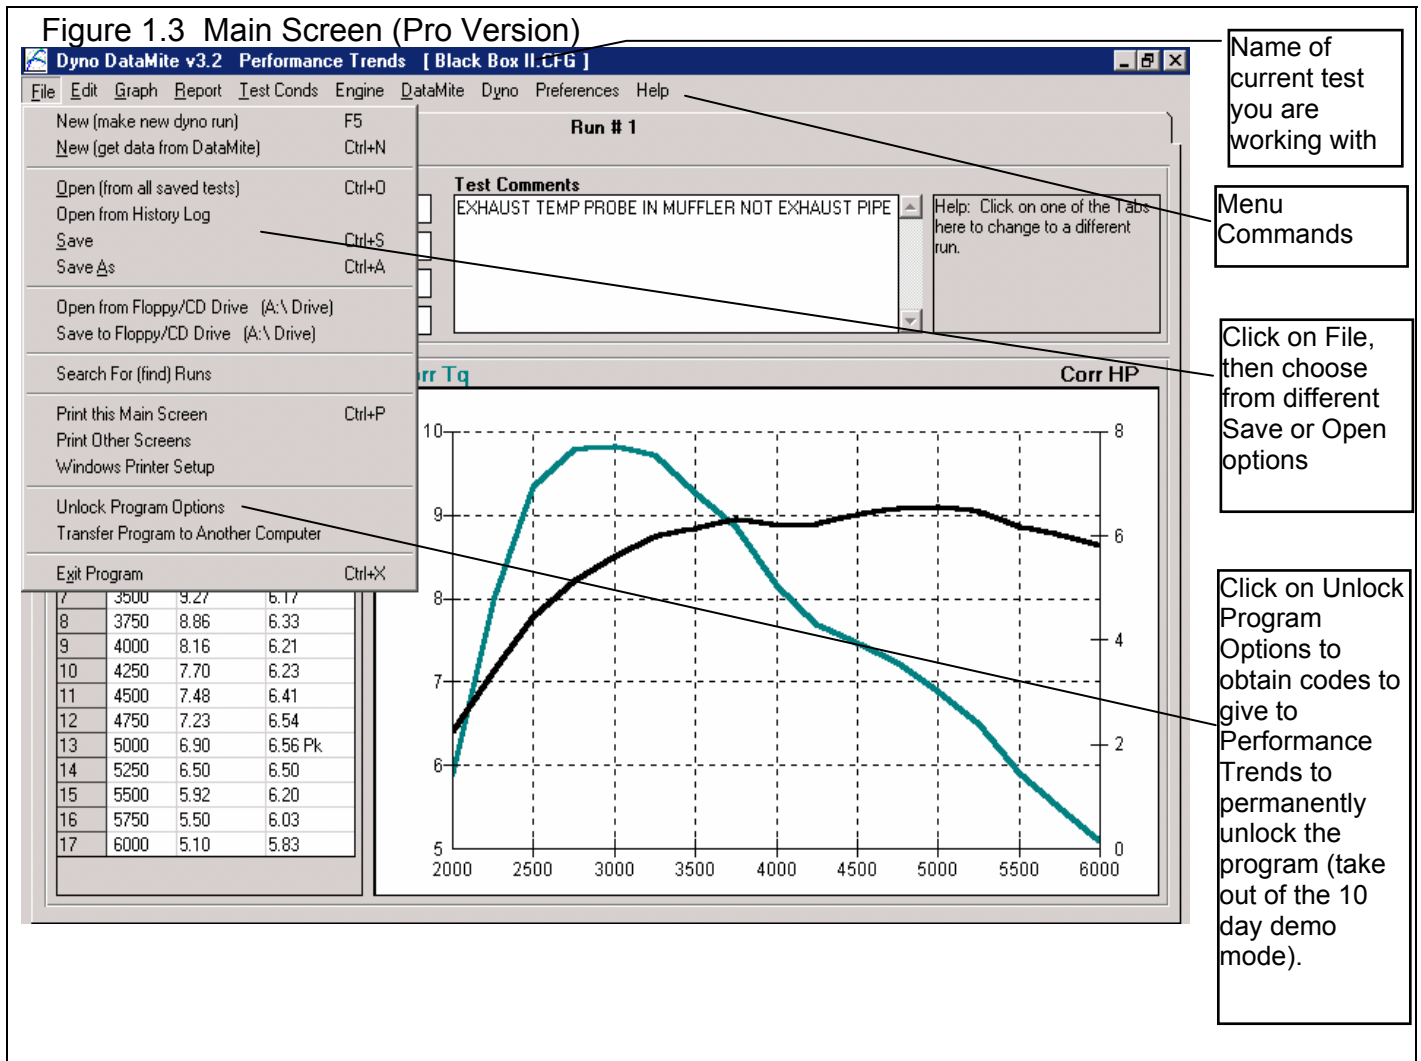 Figure 1.3  Main Screen (Pro Version)
Dyno DataMite v3.2   Performance Trends   [ Black Box II.CFG ]
File Edit Graph Report Test Conds Engine DataMite Dyno Preferences Help
New (make new dyno run) F5
New (get data from DataMite) Ctrl+N
Open (from all saved tests) Ctrl+O
Open from History Log
Save Ctrl+S
Save As Ctrl+A
Open from Floppy/CD Drive (A:\ Drive)
Save to Floppy/CD Drive (A:\ Drive)
Search For (find) Runs
Print this Main Screen Ctrl+P
Print Other Screens
Windows Printer Setup
Unlock Program Options
Transfer Program to Another Computer
Exit Program Ctrl+X
Run # 1
Test Comments
EXHAUST TEMP PROBE IN MUFFLER NOT EXHAUST PIPE
Help: Click on one of the Tabs
here to change to a different
run.
7 3500 9.27 6.17
8 3750 8.86 6.33
9 4000 8.16 6.21
10 4250 7.70 6.23
11 4500 7.48 6.41
12 4750 7.23 6.54
13 5000 6.90 6.56 Pk
14 5250 6.50 6.50
15 5500 5.92 6.20
16 5750 5.50 6.03
17 6000 5.10 5.83
Tq
Corr HP
10
9
8
7
6
5
8
6
4
2
0
2000 2500 3000 3500 4000 4500 5000 5500 6000
Name of
current test
you are
working with
Menu
Commands
Click on File,
then choose
from different
Save or Open
options
Click on Unlock
Program
Options to
obtain codes to
give to
Performance
Trends to
permanently
unlock the
program (take
out of the 10
day demo
mode).